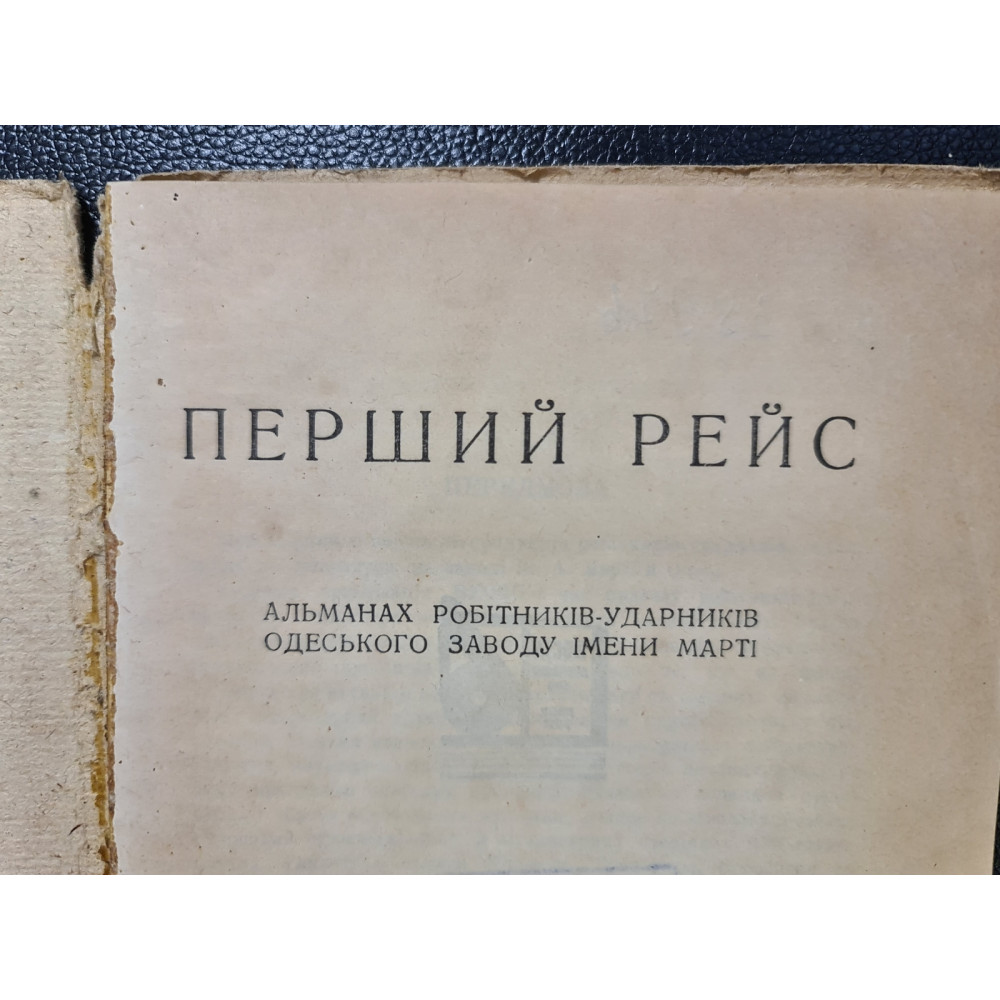 ПЕРШИЙ РЕЙС
АЛЬМАНАХ РОБІТНИКІВ-УДАРНИКІВ
ОДЕСЬКОГО ЗАВОДУ ІМЕНИ МАРТІ